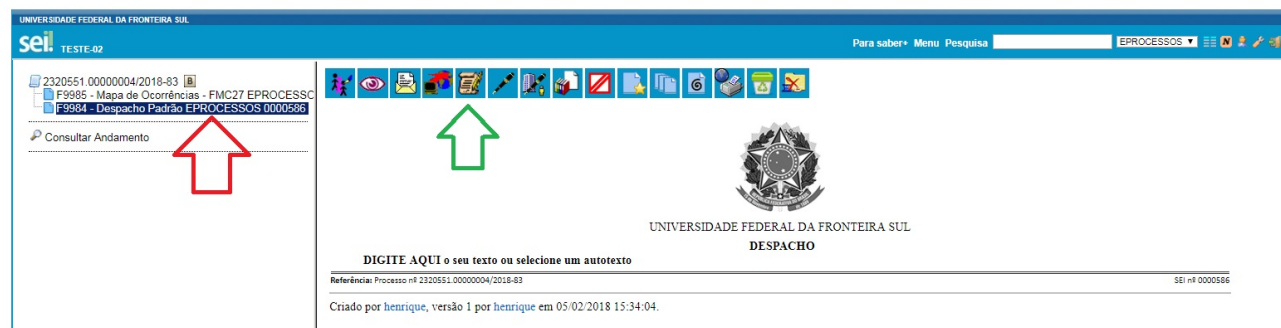 UNIVERSIDADE FEDERAL DA FRONTEIRA SUL
sei! TESTE-02
Para saber+ Menu Pesquisa EPROCESSOS
2320551.00000004/2018-83 B
F9985 - Mapa de Ocorrências - FMC27 EPROCESSO
F9984 - Despacho Padrão EPROCESSOS 0000586
Consultar Andamento
UNIVERSIDADE FEDERAL DA FRONTEIRA SUL
DESPACHO
DIGITE AQUI o seu texto ou selecione um autotexto
Referência: Processo nº 2320551.00000004/2018-83 SEI nº 0000586
Criado por henrique, versão 1 por henrique em 05/02/2018 15:34:04.